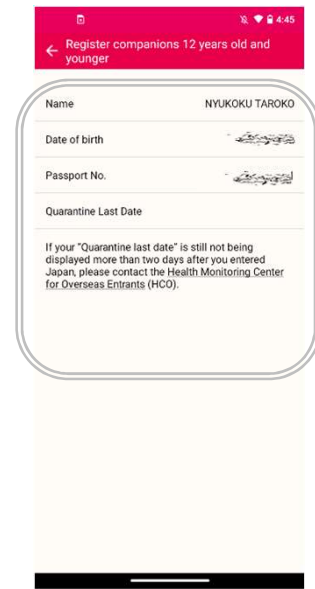 4:45
Register companions 12 years old and
younger
Name NYUKOKU TAROKO
Date of birth
Passport No.
Quarantine Last Date
If your "Quarantine last date" is still not being
displayed more than two days after you entered
Japan, please contact the Health Monitoring Center
for Overseas Entrants (HCO).